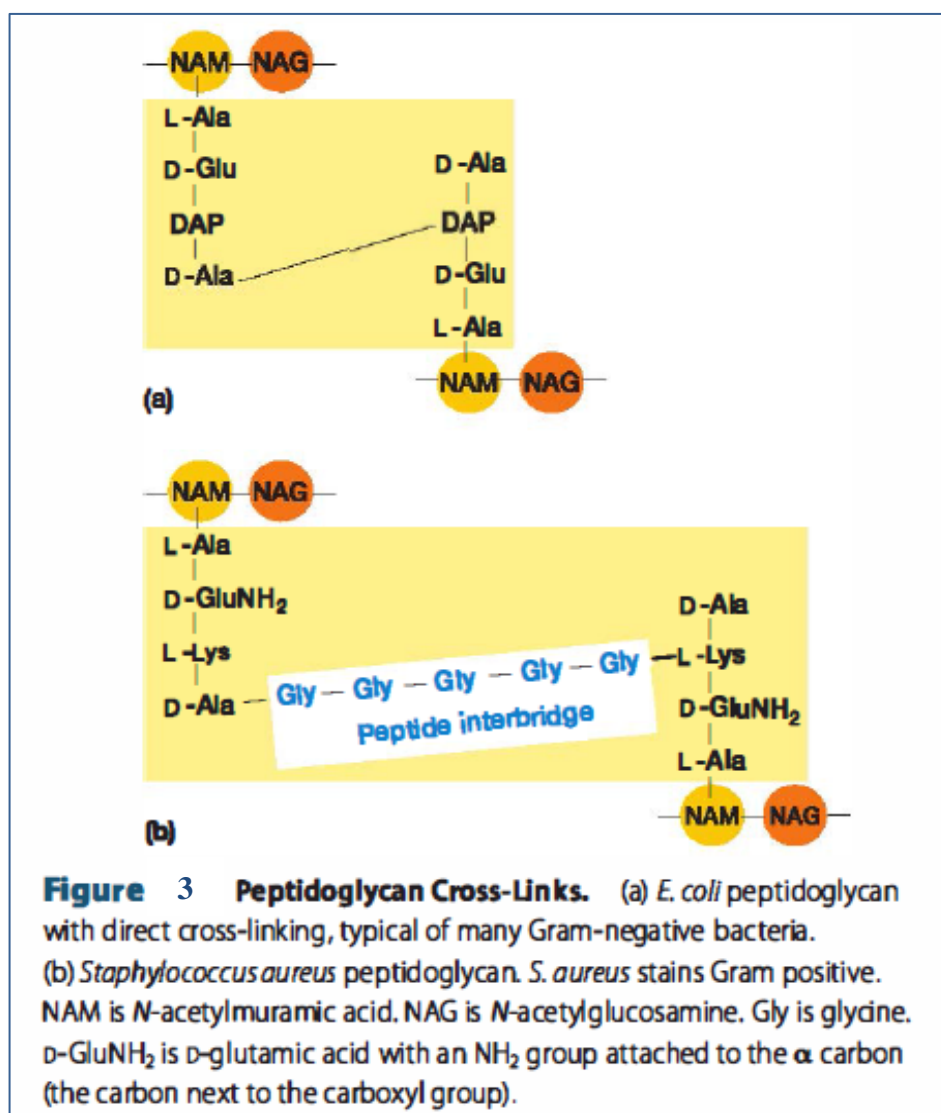 NAM NAG
L-Ala
D-Glu
DAP
D-Ala
D-Ala
DAP
D-Glu
L-Ala
NAM NAG
(a)
NAM NAG
L-Ala
D-GluNH₂
L-Lys
D-Ala
Gly — Gly — Gly — Gly — Gly
Peptide interbridge
D-Ala
L-Lys
D-GluNH₂
L-Ala
NAM NAG
(b)
Figure 3 Peptidoglycan Cross-Links. (a) E. coli peptidoglycan
with direct cross-linking, typical of many Gram-negative bacteria.
(b) Staphylococcus aureus peptidoglycan. S. aureus stains Gram positive.
NAM is N-acetylmuramic acid. NAG is N-acetylglucosamine. Gly is glycine.
D-GluNH₂ is D-glutamic acid with an NH₂ group attached to the α carbon
(the carbon next to the carboxyl group).